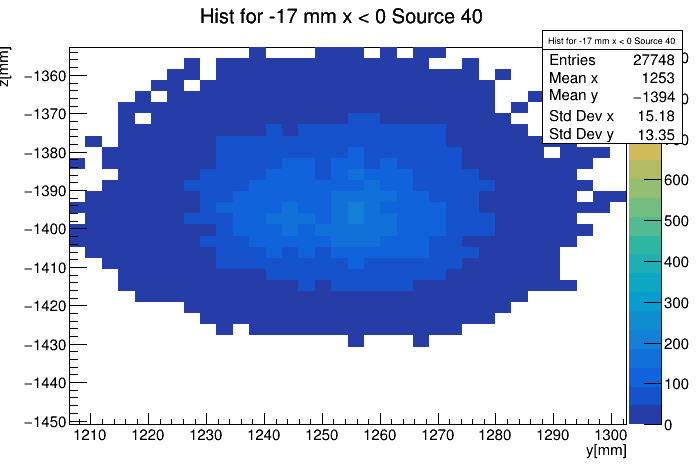 Hist for -17 mm x < 0 Source 40
z[mm]
Hist for -17 mm x < 0 Source 40
Entries 27748
Mean x 1253
Mean y −1394
Std Dev x 15.18
Std Dev y 13.35
−1360
−1370
−1380
−1390
−1400
−1410
−1420
−1430
−1440
−1450
600
500
400
300
200
100
0
1210 1220 1230 1240 1250 1260 1270 1280 1290 1300
y[mm]